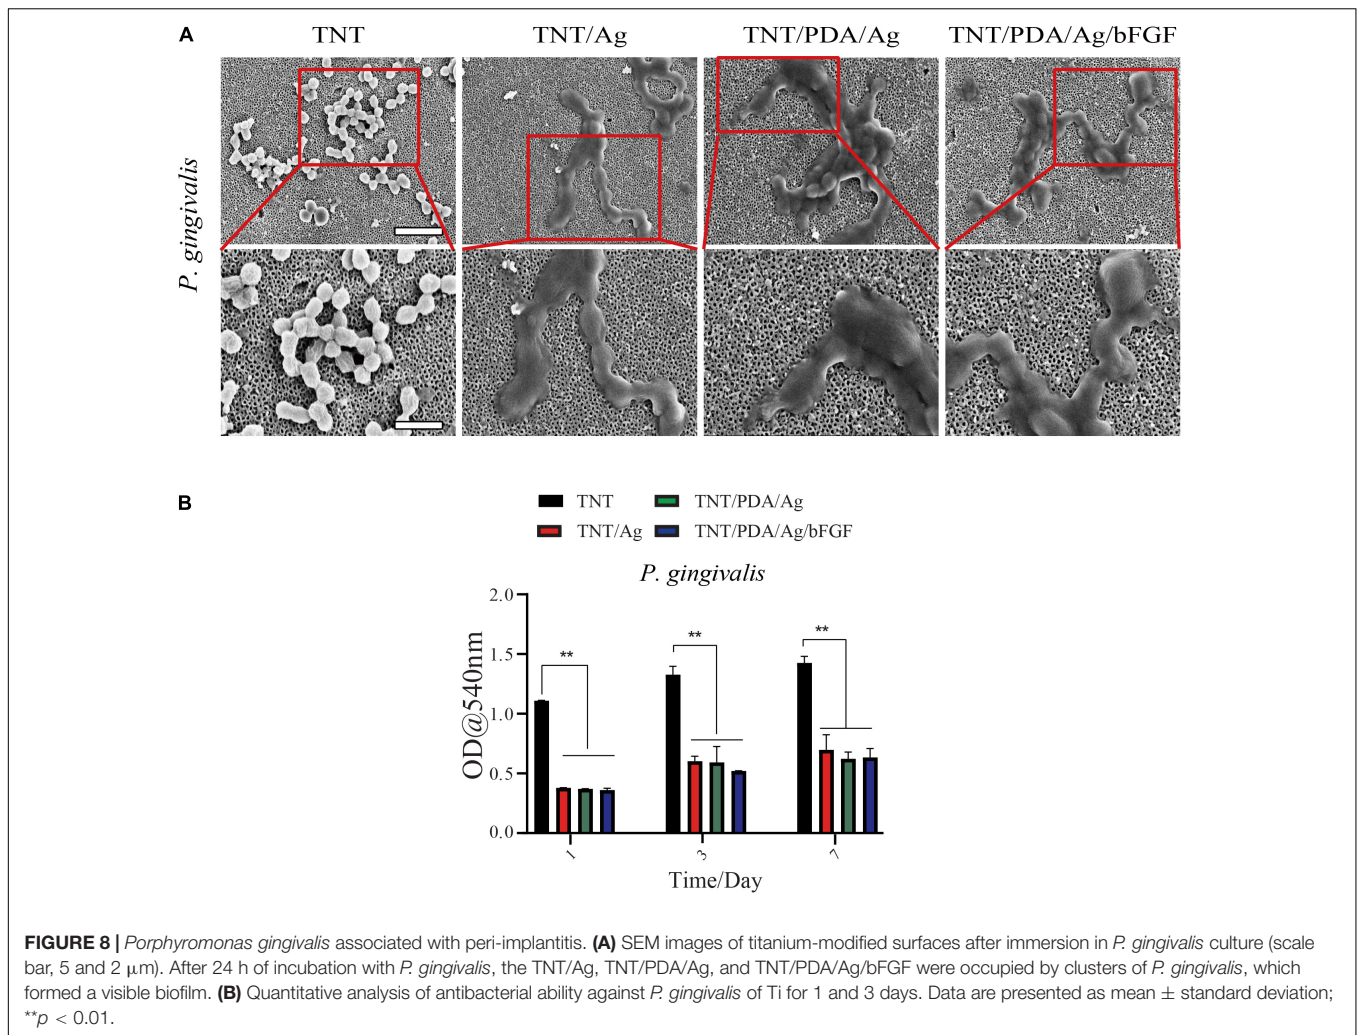 A
TNT
TNT/Ag
TNT/PDA/Ag
TNT/PDA/Ag/bFGF
P. gingivalis
B
TNT
TNT/PDA/Ag
TNT/Ag
TNT/PDA/Ag/bFGF
P. gingivalis
2.0
1.5
1.0
0.5
0.0
OD@540nm
**
**
**
1
3
7
Time/Day
FIGURE 8 | Porphyromonas gingivalis associated with peri-implantitis. (A) SEM images of titanium-modified surfaces after immersion in P. gingivalis culture (scale
bar, 5 and 2 μm). After 24 h of incubation with P. gingivalis, the TNT/Ag, TNT/PDA/Ag, and TNT/PDA/Ag/bFGF were occupied by clusters of P. gingivalis, which
formed a visible biofilm. (B) Quantitative analysis of antibacterial ability against P. gingivalis of Ti for 1 and 3 days. Data are presented as mean ± standard deviation;
**p < 0.01.